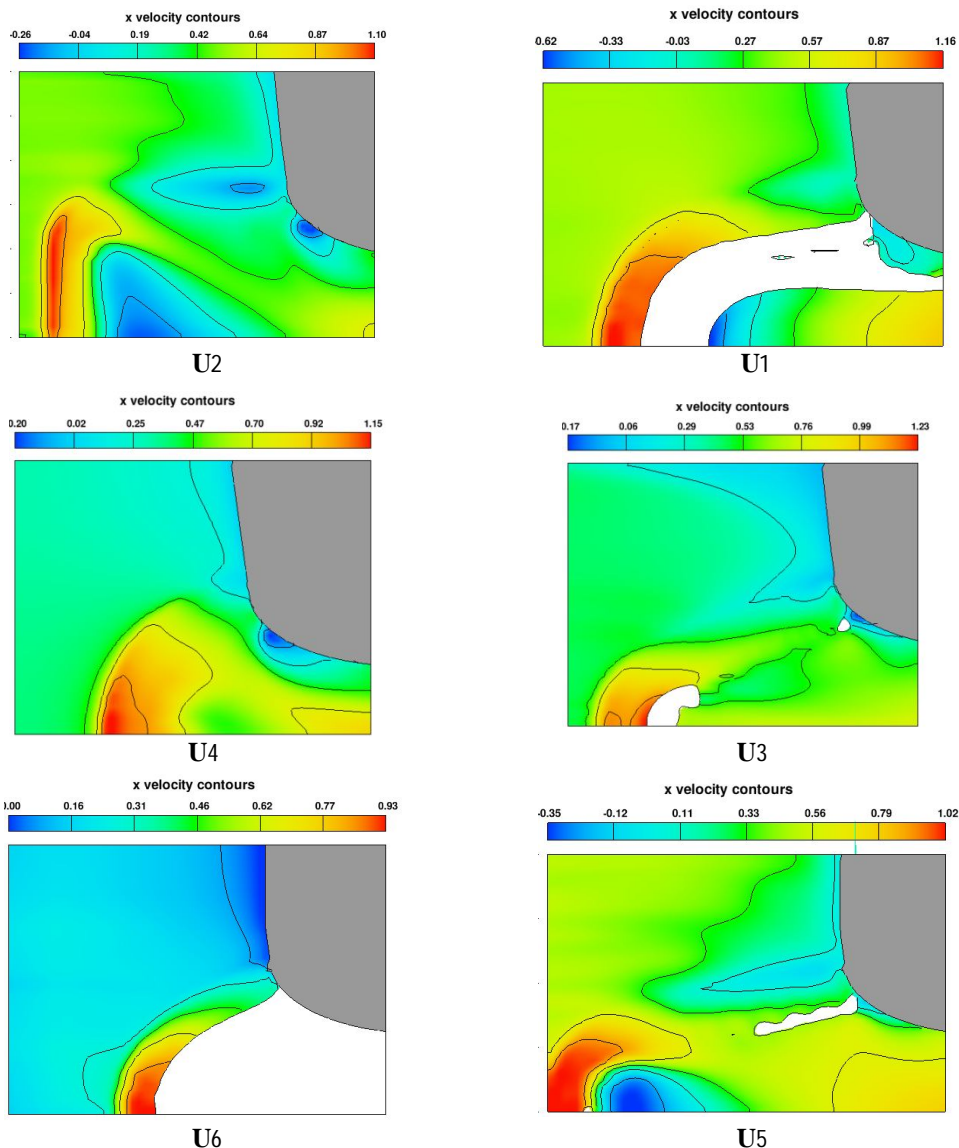 x velocity contours
-0.26 -0.04 0.19 0.42 0.64 0.87 1.10
U2
x velocity contours
-0.62 -0.33 -0.03 0.27 0.57 0.87 1.16
U1
x velocity contours
0.20 0.02 0.25 0.47 0.70 0.92 1.15
U4
x velocity contours
0.17 0.06 0.29 0.53 0.76 0.99 1.23
U3
x velocity contours
0.00 0.16 0.31 0.46 0.62 0.77 0.93
U6
x velocity contours
-0.35 -0.12 0.11 0.34 0.56 0.79 1.02
U5